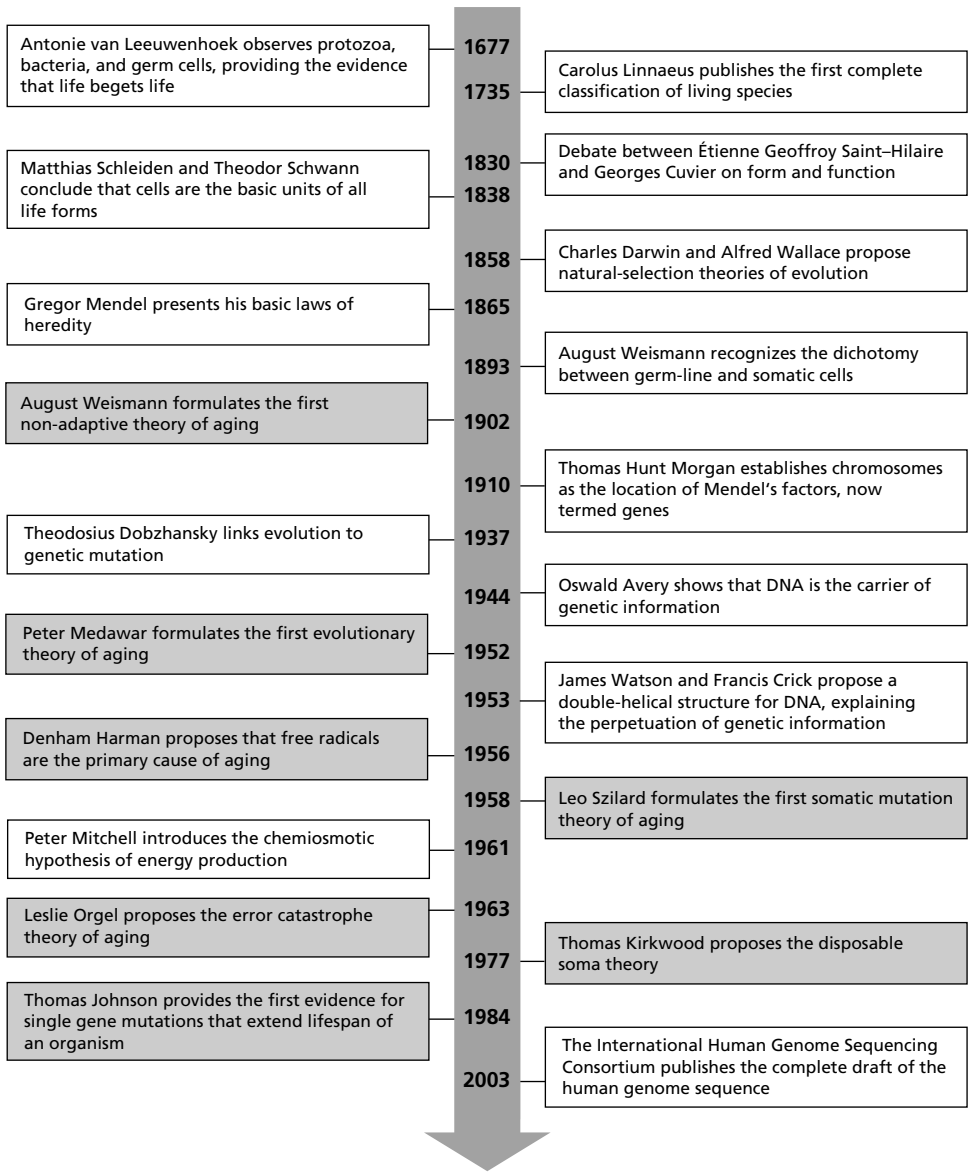 1677
Antonie van Leeuwenhoek observes protozoa,
bacteria, and germ cells, providing the evidence
that life begets life
1735
Carolus Linnaeus publishes the first complete
classification of living species
1830
Debate between Étienne Geoffroy Saint–Hilaire
and Georges Cuvier on form and function
1838
Matthias Schleiden and Theodor Schwann
conclude that cells are the basic units of all
life forms
1858
Charles Darwin and Alfred Wallace propose
natural-selection theories of evolution
1865
Gregor Mendel presents his basic laws of
heredity
1893
August Weismann recognizes the dichotomy
between germ-line and somatic cells
1902
August Weismann formulates the first
non-adaptive theory of aging
1910
Thomas Hunt Morgan establishes chromosomes
as the location of Mendel's factors, now
termed genes
1937
Theodosius Dobzhansky links evolution to
genetic mutation
1944
Oswald Avery shows that DNA is the carrier of
genetic information
1952
Peter Medawar formulates the first evolutionary
theory of aging
1953
James Watson and Francis Crick propose a
double-helical structure for DNA, explaining
the perpetuation of genetic information
1956
Denham Harman proposes that free radicals
are the primary cause of aging
1958
Leo Szilard formulates the first somatic mutation
theory of aging
1961
Peter Mitchell introduces the chemiosmotic
hypothesis of energy production
1963
Leslie Orgel proposes the error catastrophe
theory of aging
1977
Thomas Kirkwood proposes the disposable
soma theory
1984
Thomas Johnson provides the first evidence for
single gene mutations that extend lifespan of
an organism
2003
The International Human Genome Sequencing
Consortium publishes the complete draft of the
human genome sequence